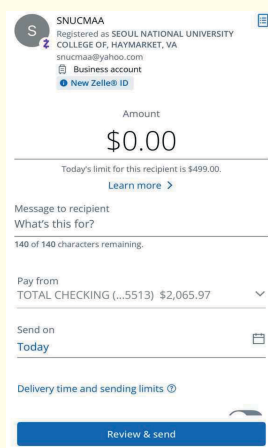 S
SNUCMAA
Registered as SEOUL NATIONAL UNIVERSITY
COLLEGE OF, HAYMARKET, VA
snucmaa@yahoo.com
Business account
New Zelle® ID
Amount
$0.00
Today's limit for this recipient is $499.00.
Learn more >
Message to recipient
What's this for?
140 of 140 characters remaining.
Pay from
TOTAL CHECKING (...5513) $2,065.97
Send on
Today
Delivery time and sending limits
Review & send